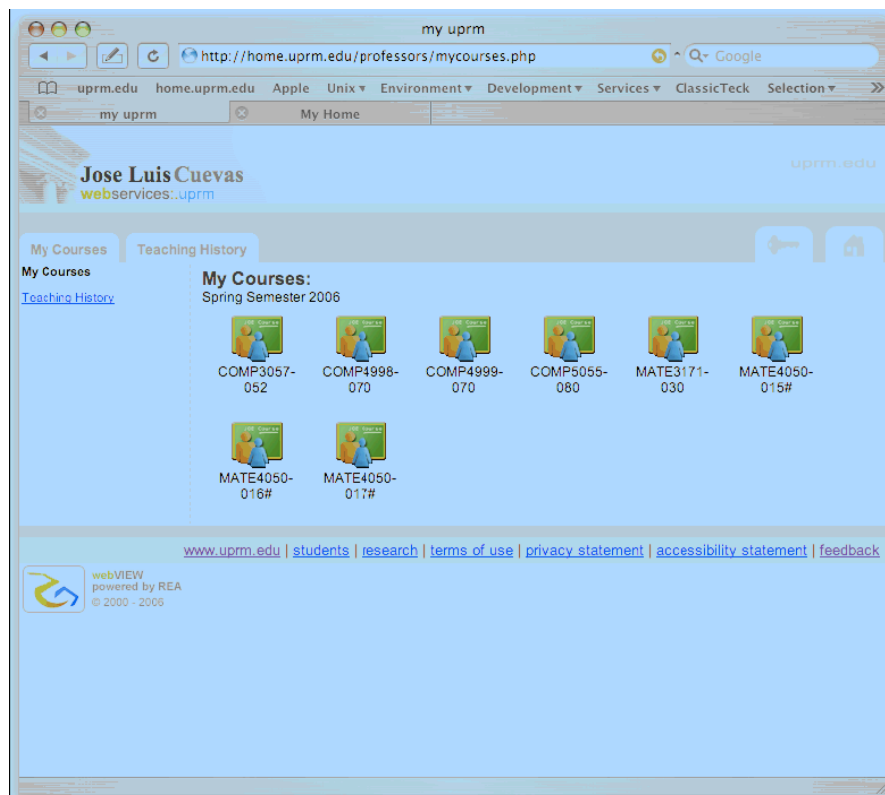 my uprm
http://home.uprm.edu/professors/mycourses.php
Google
uprm.edu home.uprm.edu Apple Unix Environment Development Services ClassicTeck Selection
my uprm My Home
Jose Luis Cuevas
webservices:.uprm
uprm.edu
My Courses Teaching History
My Courses
Teaching History
My Courses:
Spring Semester 2006
COMP3057-052
COMP4998-070
COMP4999-070
COMP5055-080
MATE3171-030
MATE4050-015#
MATE4050-016#
MATE4050-017#
www.uprm.edu | students | research | terms of use | privacy statement | accessibility statement | feedback
webVIEW
powered by REA
© 2000 - 2006